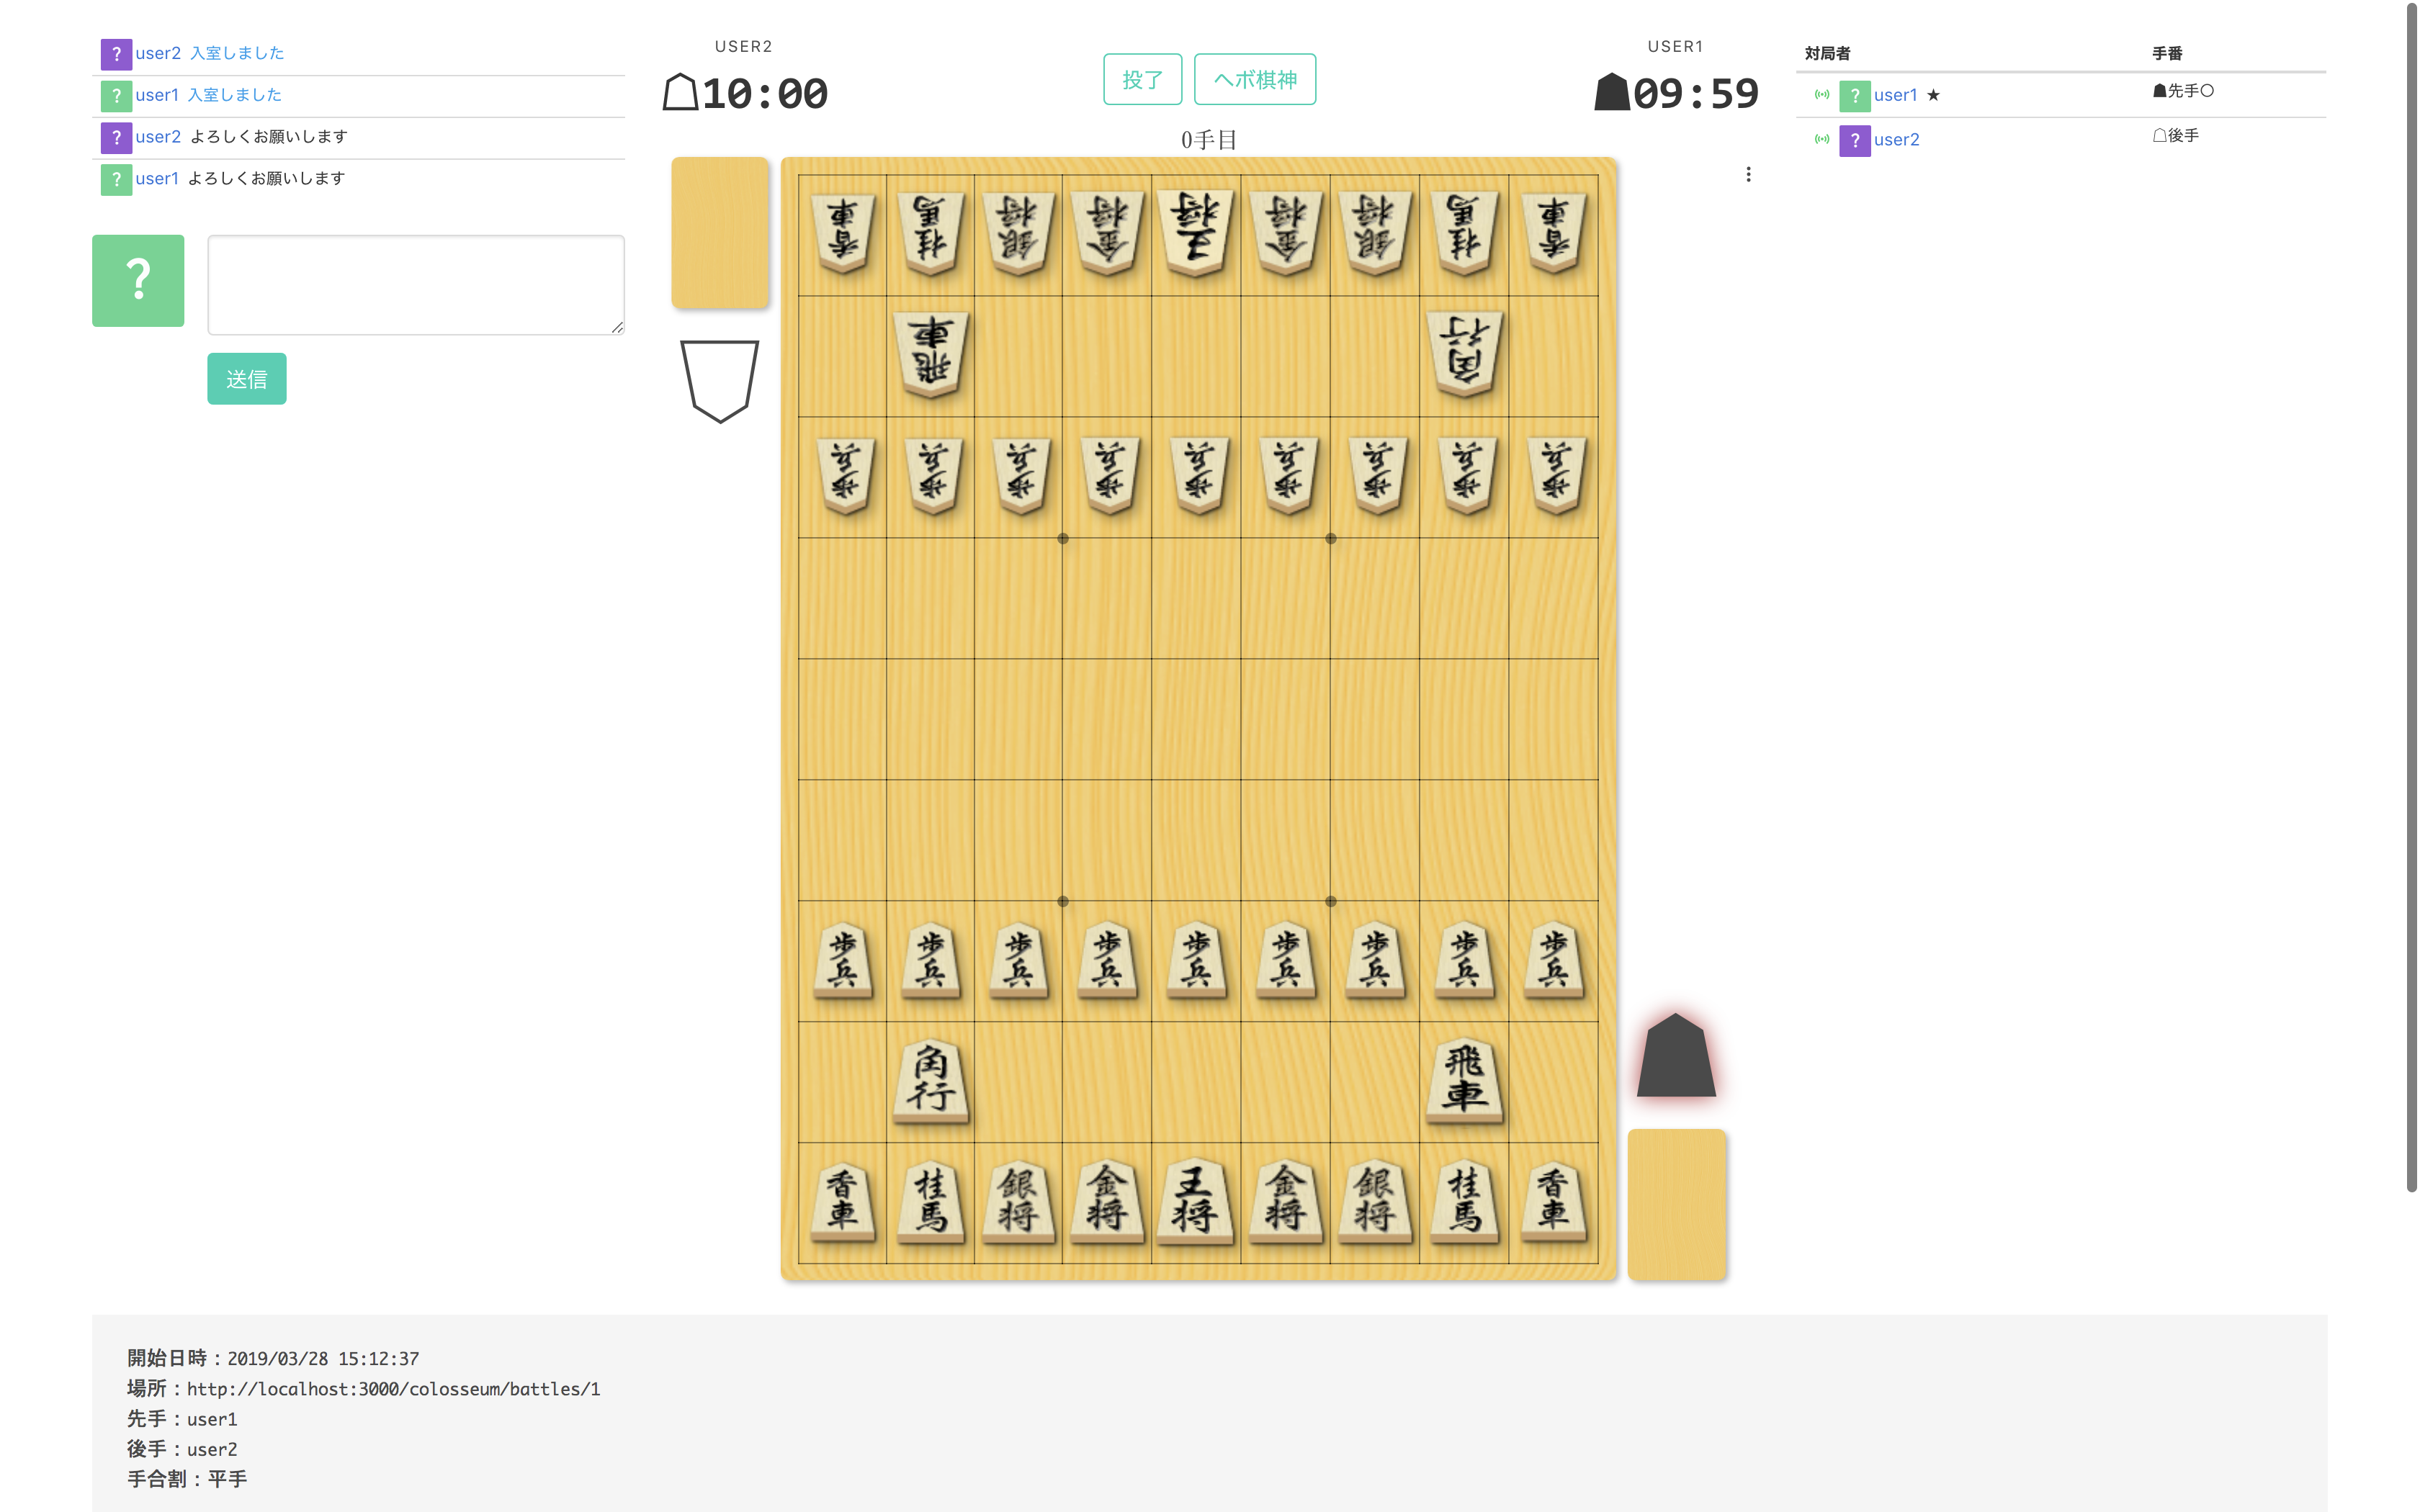 ? user2 入室しました
? user1 入室しました
? user2 よろしくお願いします
? user1 よろしくお願いします
?
送信
USER2
10:00
投了 ヘボ棋神
USER1
09:59
0手目
対局者 手番
? user1 ★ 先手○
? user2 後手
香車 桂馬 銀将 金将 王将 金将 銀将 桂馬 香車
飛車 角行
歩兵 歩兵 歩兵 歩兵 歩兵 歩兵 歩兵 歩兵 歩兵
歩兵 歩兵 歩兵 歩兵 歩兵 歩兵 歩兵 歩兵 歩兵
角行 飛車
香車 桂馬 銀将 金将 王将 金将 銀将 桂馬 香車
開始日時：2019/03/28 15:12:37
場所：http://localhost:3000/colosseum/battles/1
先手：user1
後手：user2
手合割：平手